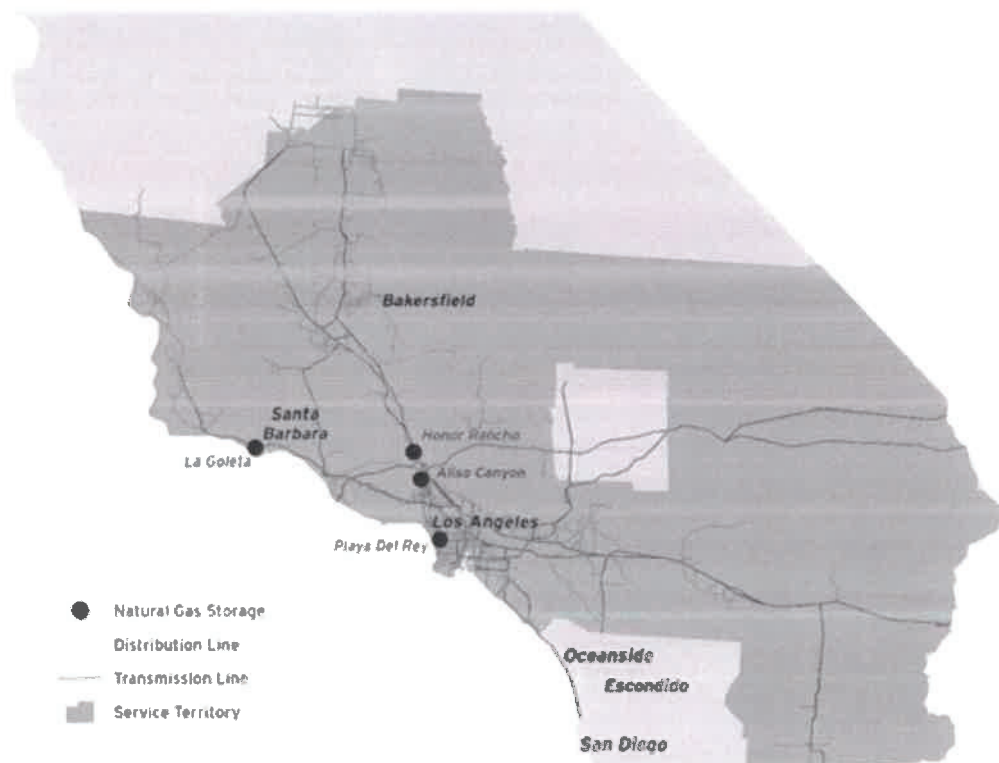 Bakersfield
Santa
Barbara
Honor Rancho
La Goleta
Aliso Canyon
Los Angeles
Playa Del Rey
Natural Gas Storage
Distribution Line
Transmission Line
Service Territory
Oceanside
Escondido
San Diego